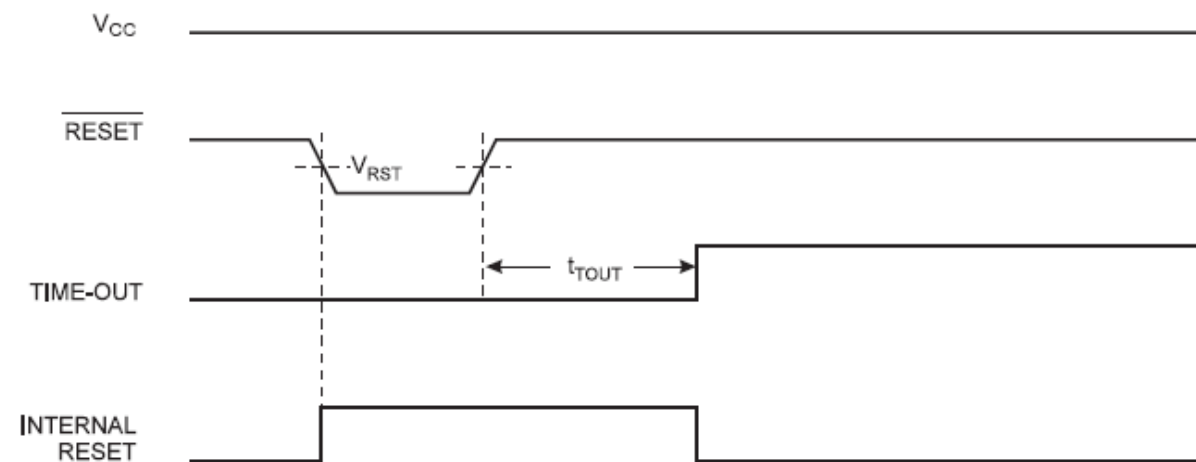 VCC
RESET
VRST
tTOUT
TIME-OUT
INTERNAL
RESET